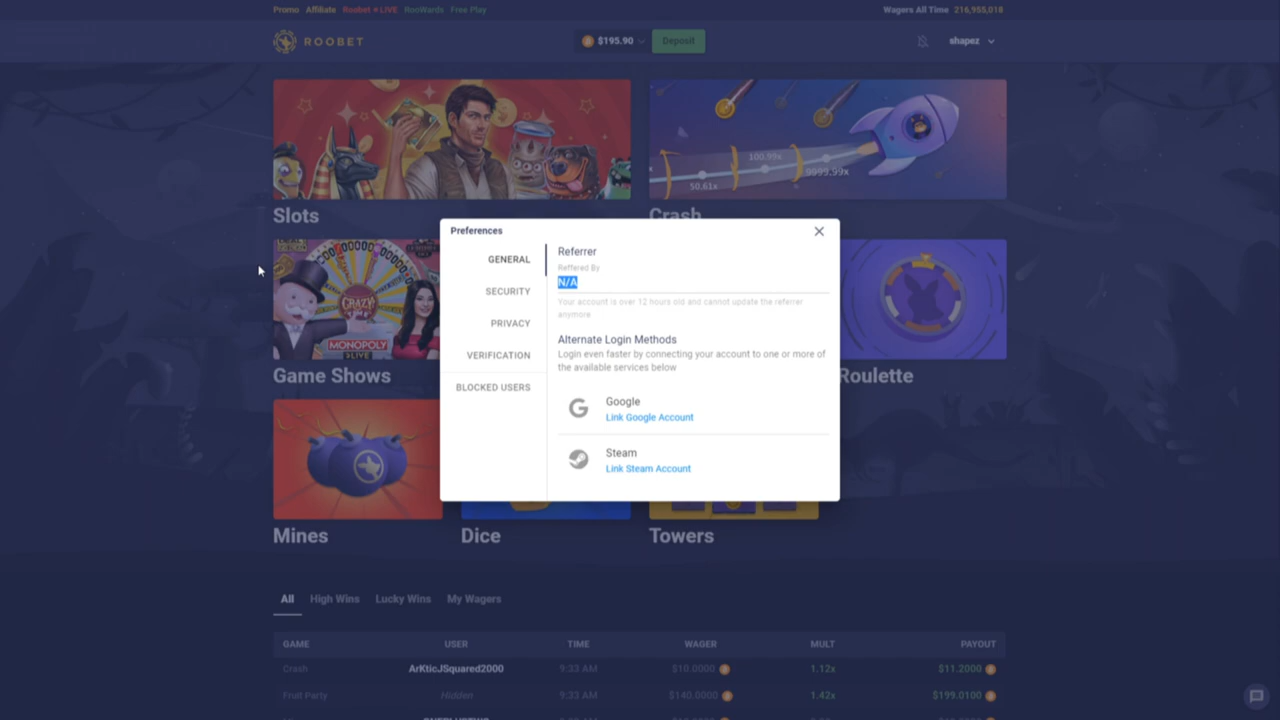 Promo Affiliate Roobet # LIVE RooWards Free Play Wagers All Time 216,955,018
ROOBET $195.90 Deposit shapez
100.99x
50.61x
9999.99x
Slots Crash
CRAZY TIME
MONOPOLY
LIVE
Game Shows Roulette
Preferences
GENERAL
SECURITY
PRIVACY
VERIFICATION
BLOCKED USERS
Referrer
Reffered By
N/A
Your account is over 12 hours old and cannot update the referrer
anymore
Alternate Login Methods
Login even faster by connecting your account to one or more of
the available services below
Google
Link Google Account
Steam
Link Steam Account
Mines Dice Towers
All High Wins Lucky Wins My Wagers
GAME USER TIME WAGER MULT PAYOUT
Crash ArKticJSquared2000 9:33 AM $10.0000 1.12x $11.2000
Fruit Party Hidden 9:33 AM $140.0000 1.42x $199.0100